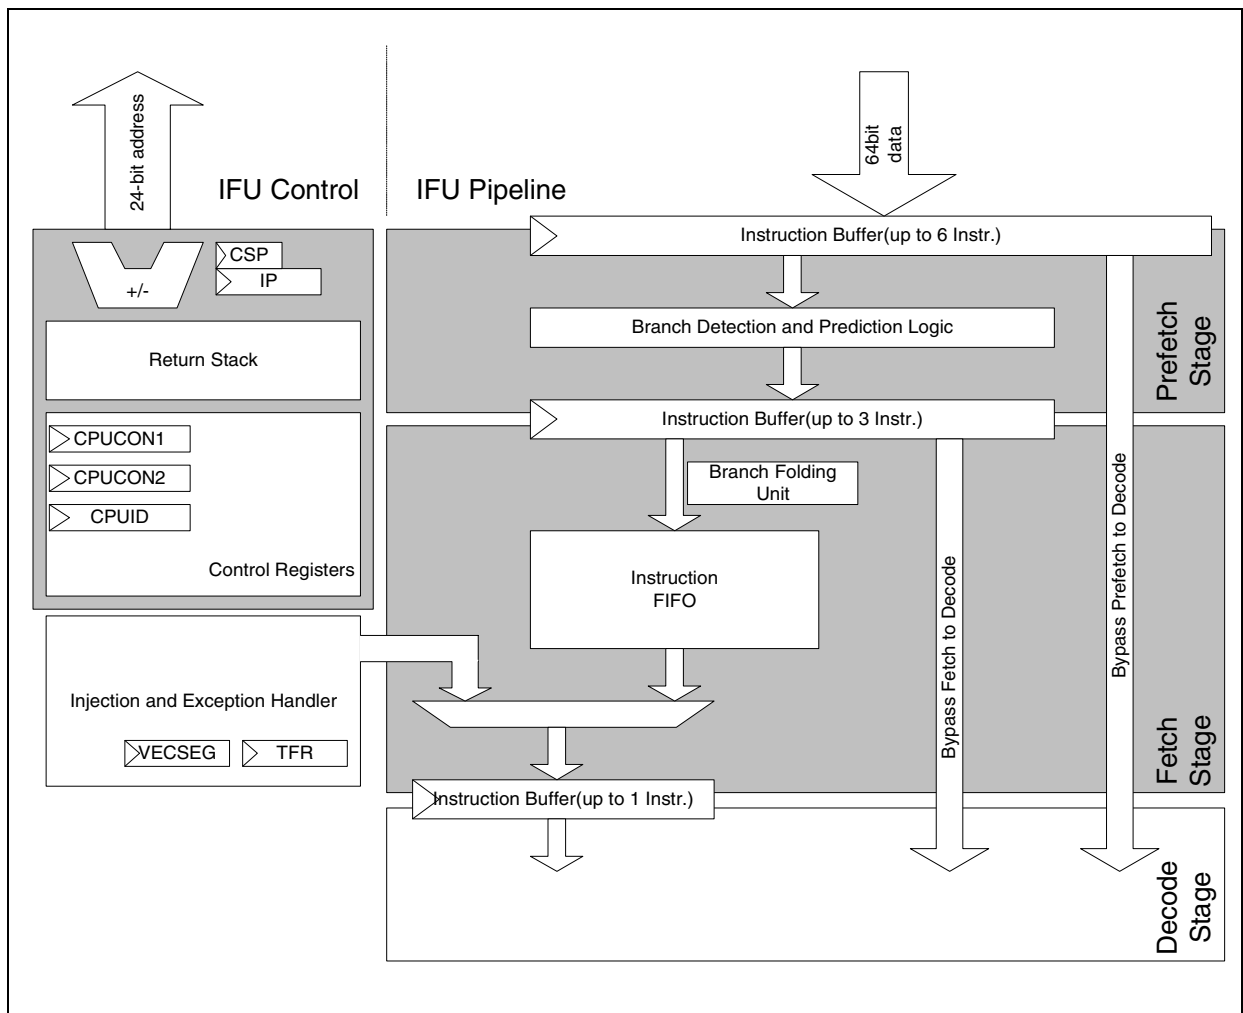 24-bit address
IFU Control
IFU Pipeline
64bit
data
CSP
IP
+/-
Return Stack
CPUCON1
CPUCON2
CPUID
Control Registers
Injection and Exception Handler
VECSEG
TFR
Instruction Buffer(up to 6 Instr.)
Branch Detection and Prediction Logic
Prefetch
Stage
Instruction Buffer(up to 3 Instr.)
Branch Folding
Unit
Instruction
FIFO
Bypass Fetch to Decode
Bypass Prefetch to Decode
Fetch
Stage
Instruction Buffer(up to 1 Instr.)
Decode
Stage